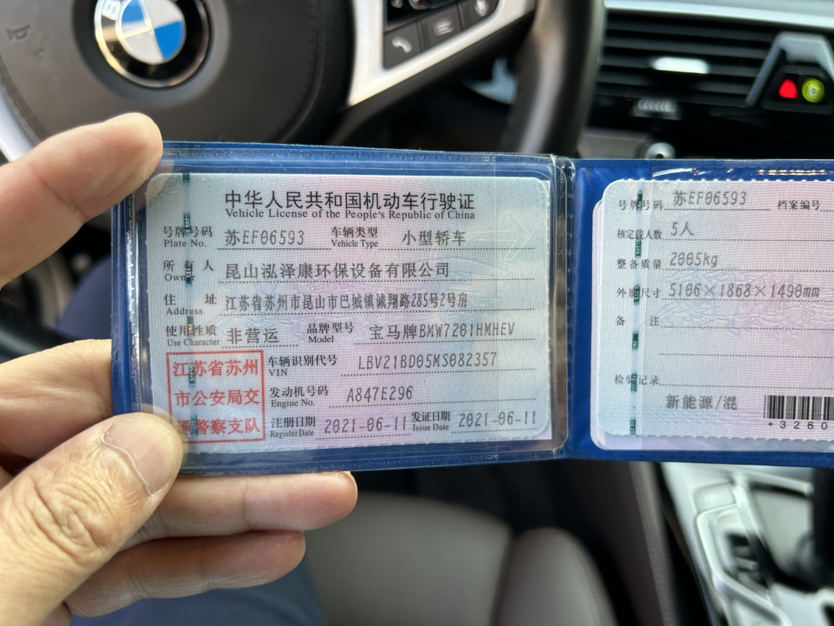 中华人民共和国机动车行驶证
Vehicle License of the People's Republic of China
号牌号码 Plate No. 苏EF06593 车辆类型 Vehicle Type 小型轿车
所有人 Owner 昆山泓泽康环保设备有限公司
住址 Address 江苏省苏州市昆山市巴城镇诚翔路285号2号房
使用性质 Use Character 非营运 品牌型号 Model 宝马牌BMW7201HMHEV
车辆识别代号 VIN LBV21BD05MS082357
发动机号码 Engine No. A847E296
注册日期 Register Date 2021-06-11 发证日期 Issue Date 2021-06-11
江苏省苏州
市公安局交
警察支队
号牌号码 苏EF06593 档案编号
核定载人数 5人
整备质量 2005kg
外廓尺寸 5106×1868×1490mm
备注
检验记录
新能源/混
*3260
B